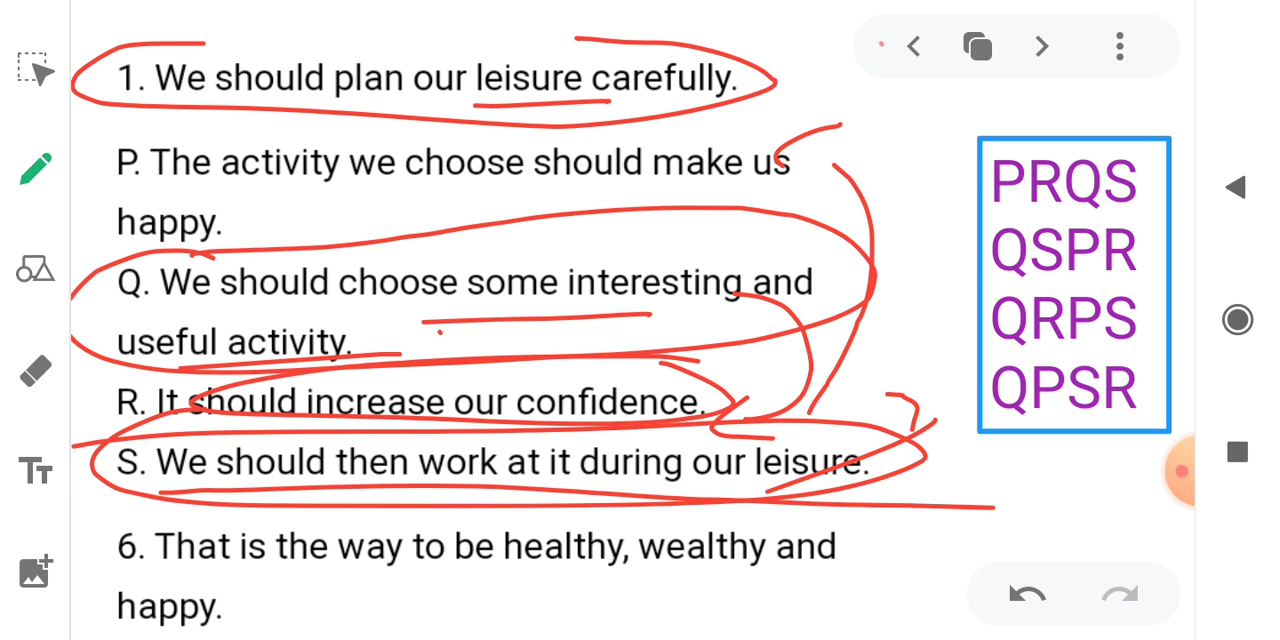 1. We should plan our leisure carefully.
P. The activity we choose should make us
happy.
Q. We should choose some interesting and
useful activity.
R. It should increase our confidence.
S. We should then work at it during our leisure.
6. That is the way to be healthy, wealthy and
happy.
PRQS
QSPR
QRPS
QPSR
Tт